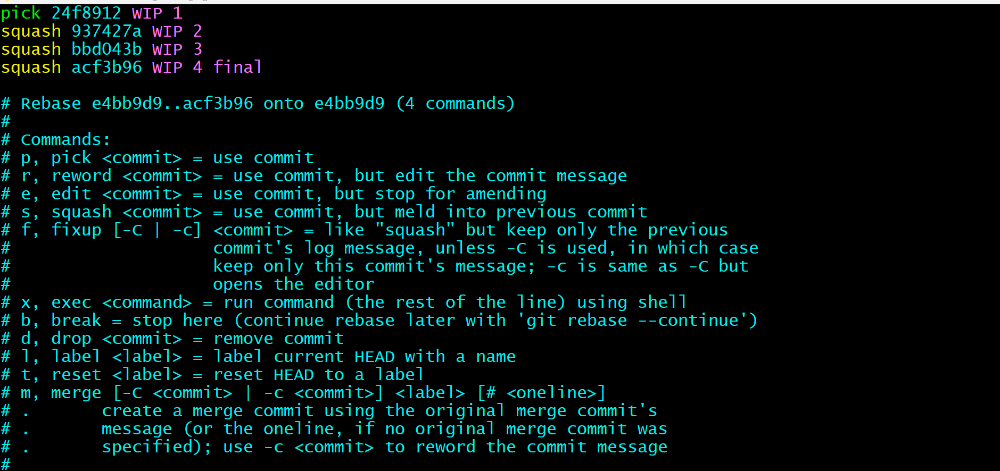 pick 24f8912 WIP 1
squash 937427a WIP 2
squash bbd043b WIP 3
squash acf3b96 WIP 4 final
# Rebase e4bb9d9..acf3b96 onto e4bb9d9 (4 commands)
#
# Commands:
# p, pick <commit> = use commit
# r, reword <commit> = use commit, but edit the commit message
# e, edit <commit> = use commit, but stop for amending
# s, squash <commit> = use commit, but meld into previous commit
# f, fixup [-C | -c] <commit> = like "squash" but keep only the previous
#                    commit's log message, unless -C is used, in which case
#                    keep only this commit's message; -c is same as -C but
#                    opens the editor
# x, exec <command> = run command (the rest of the line) using shell
# b, break = stop here (continue rebase later with 'git rebase --continue')
# d, drop <commit> = remove commit
# l, label <label> = label current HEAD with a name
# t, reset <label> = reset HEAD to a label
# m, merge [-C <commit> | -c <commit>] <label> [# <oneline>]
# .       create a merge commit using the original merge commit's
# .       message (or the oneline, if no original merge commit was
# .       specified); use -c <commit> to reword the commit message
#